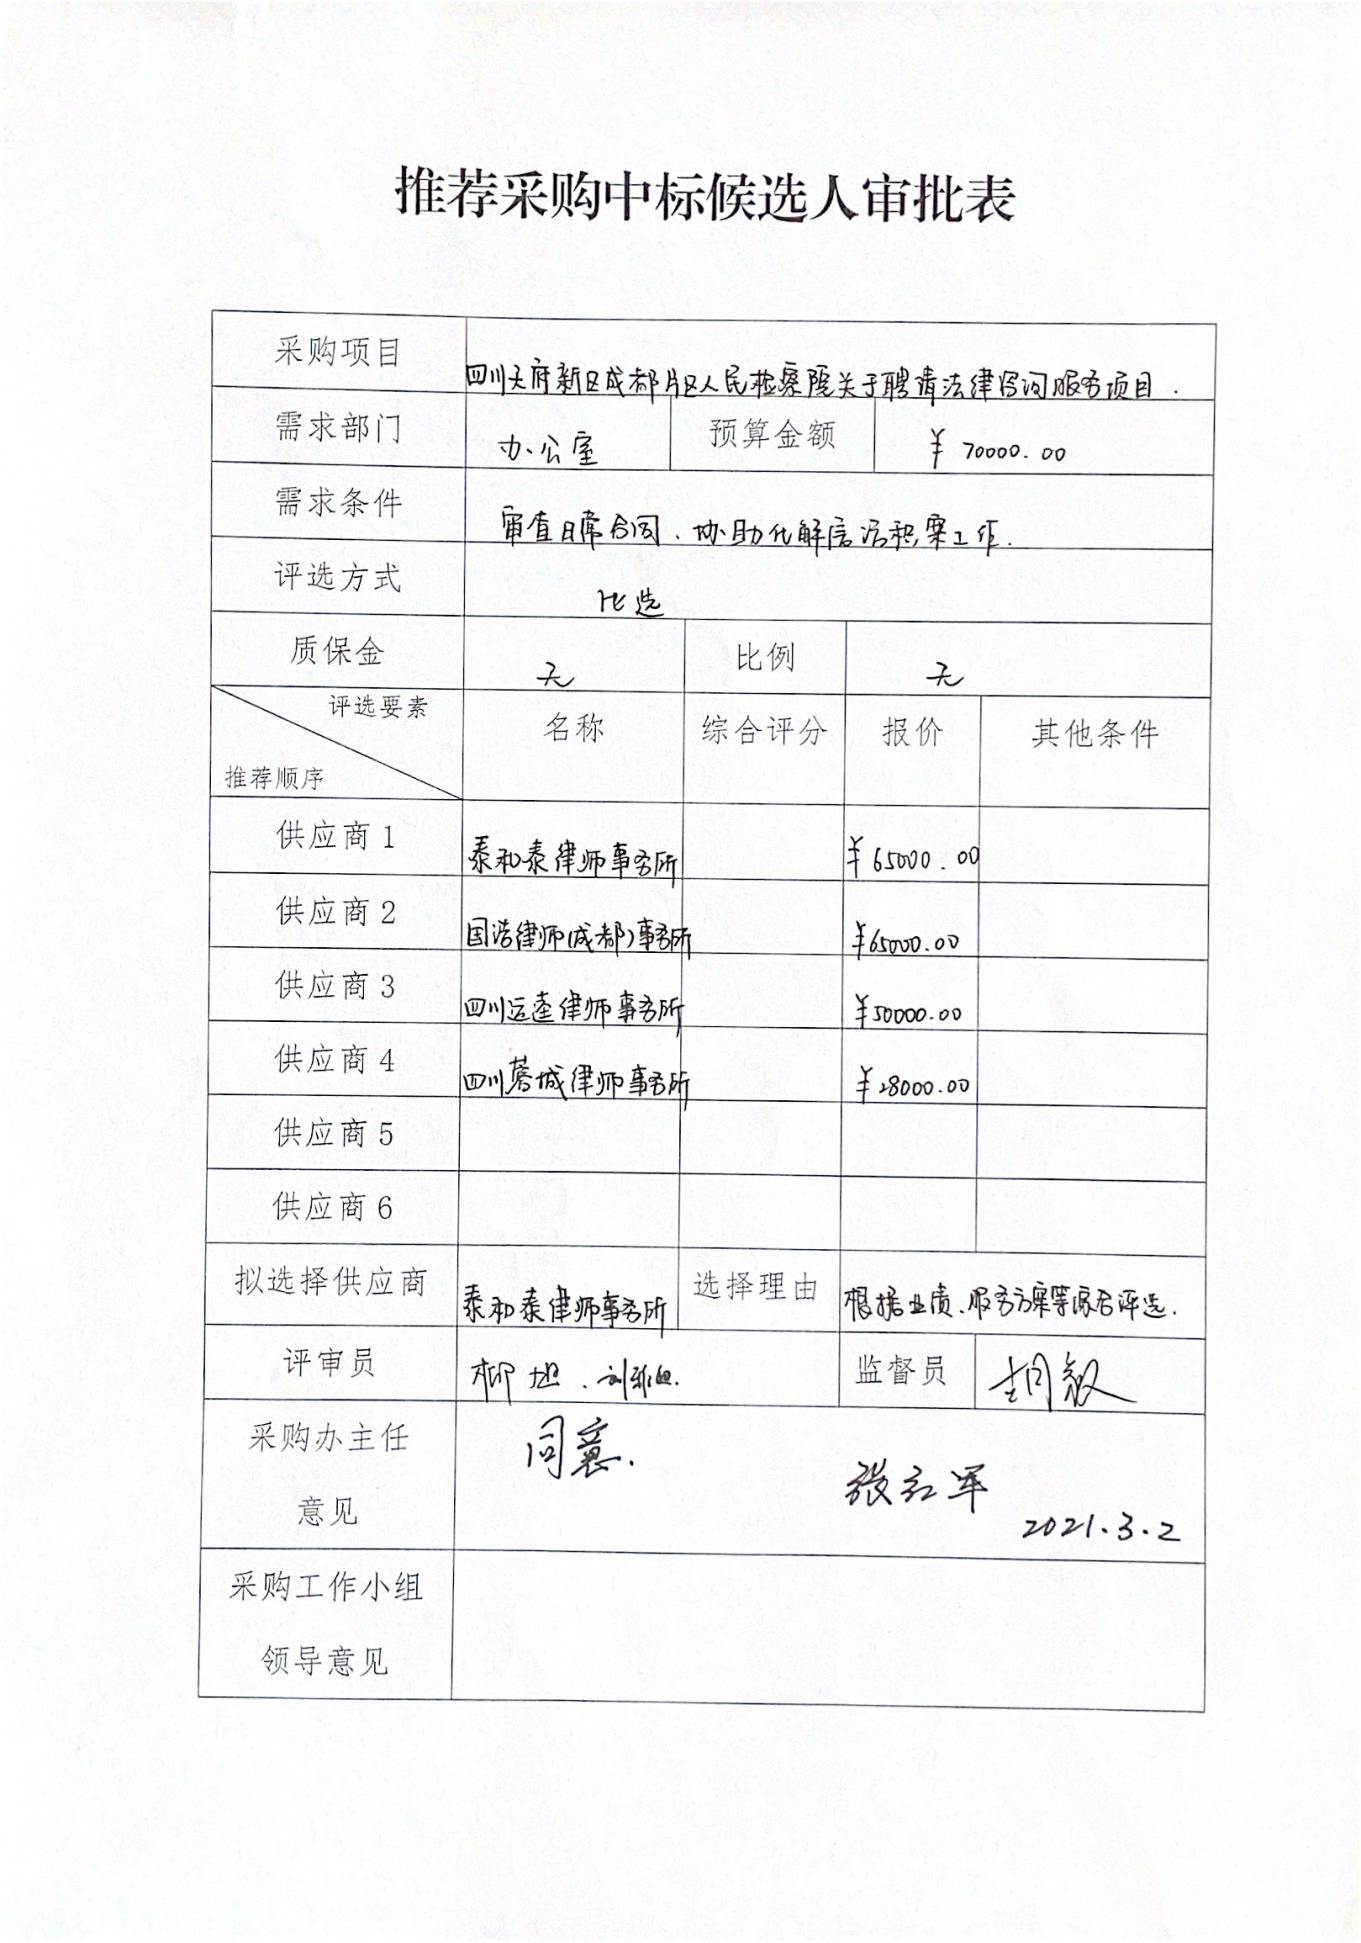 推荐采购中标候选人审批表
采购项目 四川天府新区成都片区人民检察院关于聘请法律咨询服务项目.
需求部门 办公室 预算金额 ¥ 70000.00
需求条件 审查日常合同、协助化解信访积案工作.
评选方式 比选
质保金 无 比例 无
评选要素
推荐顺序 名称 综合评分 报价 其他条件
供应商1 泰和泰律师事务所 ¥ 65000.00
供应商2 国浩律师(成都)事务所 ¥65000.00
供应商3 四川运逵律师事务所 ¥50000.00
供应商4 四川蓉城律师事务所 ¥28000.00
供应商5
供应商6
拟选择供应商 泰和泰律师事务所 选择理由 根据业绩、服务方案等综合评选.
评审员 柳旭、 监督员 胡敏
采购办主任 同意.
意见 张红军
2021.3.2
采购工作小组
领导意见